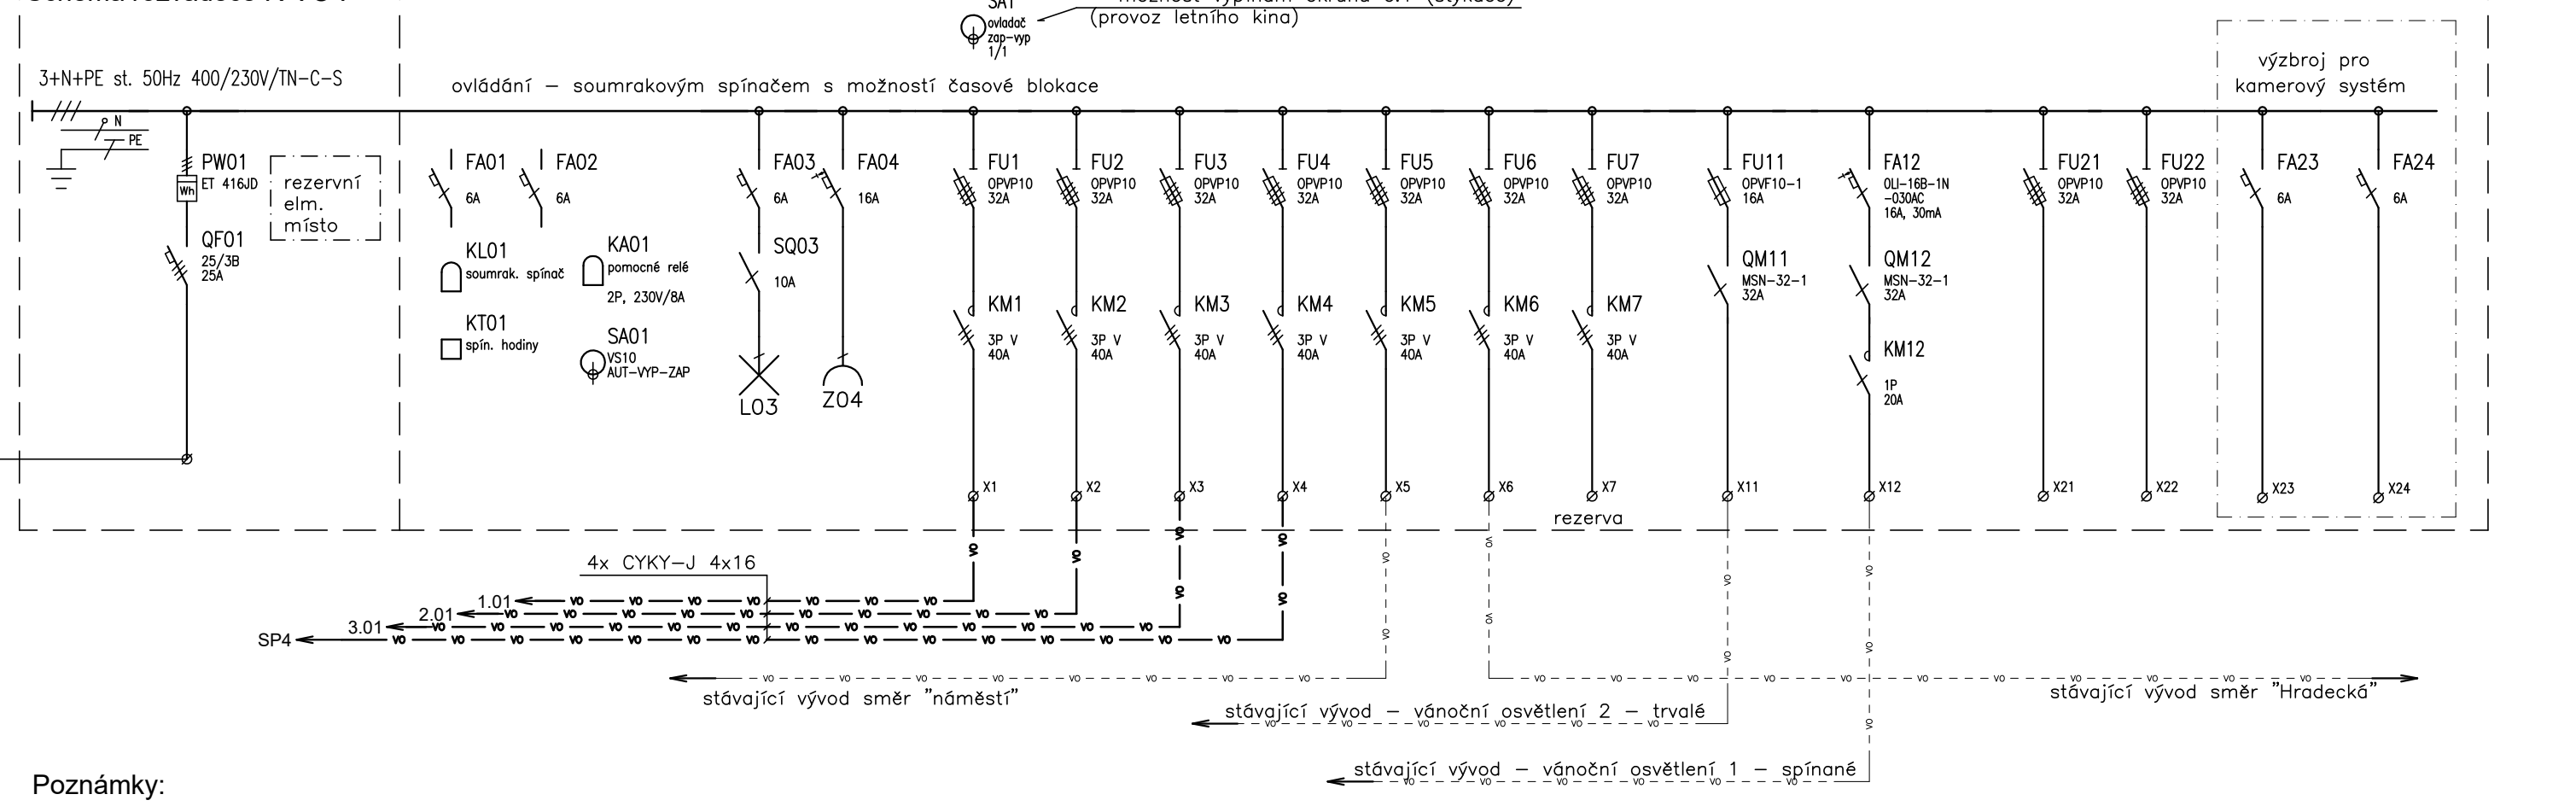 SA1
ovladač
zap-vyp
1/1
(provoz letního kina)
3+N+PE st. 50Hz 400/230V/TN-C-S
ovládání – soumrakovým spínačem s možností časové blokace
výzbroj pro
kamerový systém
N
PE
PW01
ET 416JD
Wh
rezervní
elm.
místo
QF01
25/3B
25A
FA01
6A
FA02
6A
KL01
soumrak. spínač
KA01
pomocné relé
2P, 230V/8A
KT01
spín. hodiny
SA01
VS10
AUT-VYP-ZAP
FA03
6A
SQ03
10A
L03
FA04
16A
Z04
FU1
OPVP10
32A
KM1
3P V
40A
X1
FU2
OPVP10
32A
KM2
3P V
40A
X2
FU3
OPVP10
32A
KM3
3P V
40A
X3
FU4
OPVP10
32A
KM4
3P V
40A
X4
FU5
OPVP10
32A
KM5
3P V
40A
X5
FU6
OPVP10
32A
KM6
3P V
40A
X6
FU7
OPVP10
32A
KM7
3P V
40A
X7
rezerva
FU11
OPVF10-1
16A
QM11
MSN-32-1
32A
X11
FA12
OLI-16B-1N
-030AC
16A, 30mA
QM12
MSN-32-1
32A
KM12
1P
20A
X12
FU21
OPVP10
32A
X21
FU22
OPVP10
32A
X22
FA23
6A
X23
FA24
6A
X24
4x CYKY-J 4x16
1.01
2.01
3.01
SP4
stávající vývod směr "náměstí"
stávající vývod směr "Hradecká"
stávající vývod – vánoční osvětlení 2 – trvalé
stávající vývod – vánoční osvětlení 1 – spínané
Poznámky: